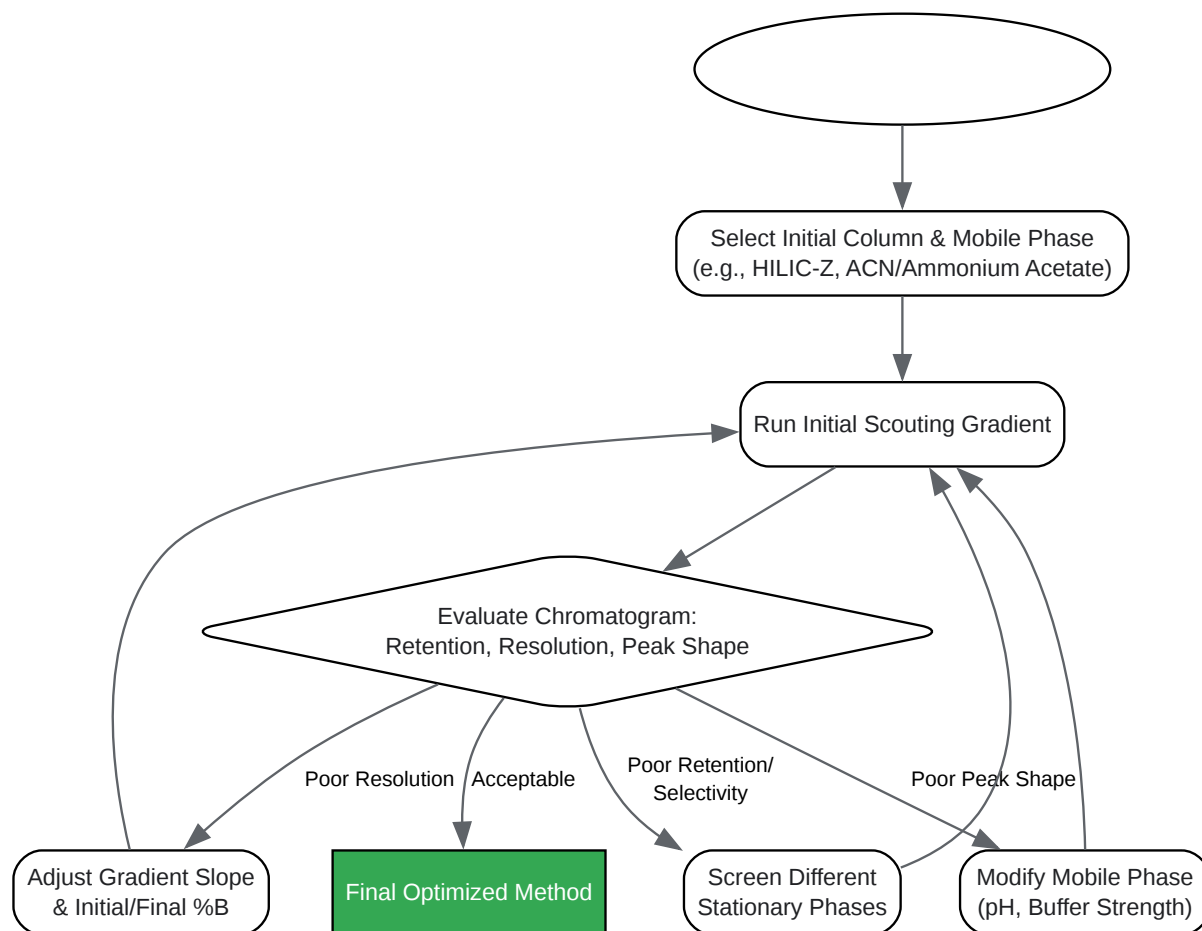 Select Initial Column & Mobile Phase
(e.g., HILIC-Z, ACN/Ammonium Acetate)
Run Initial Scouting Gradient
Evaluate Chromatogram:
Retention, Resolution, Peak Shape
Poor Resolution
Acceptable
Poor Retention/
Selectivity
Poor Peak Shape
Adjust Gradient Slope
& Initial/Final %B
Final Optimized Method
Screen Different
Stationary Phases
Modify Mobile Phase
(pH, Buffer Strength)